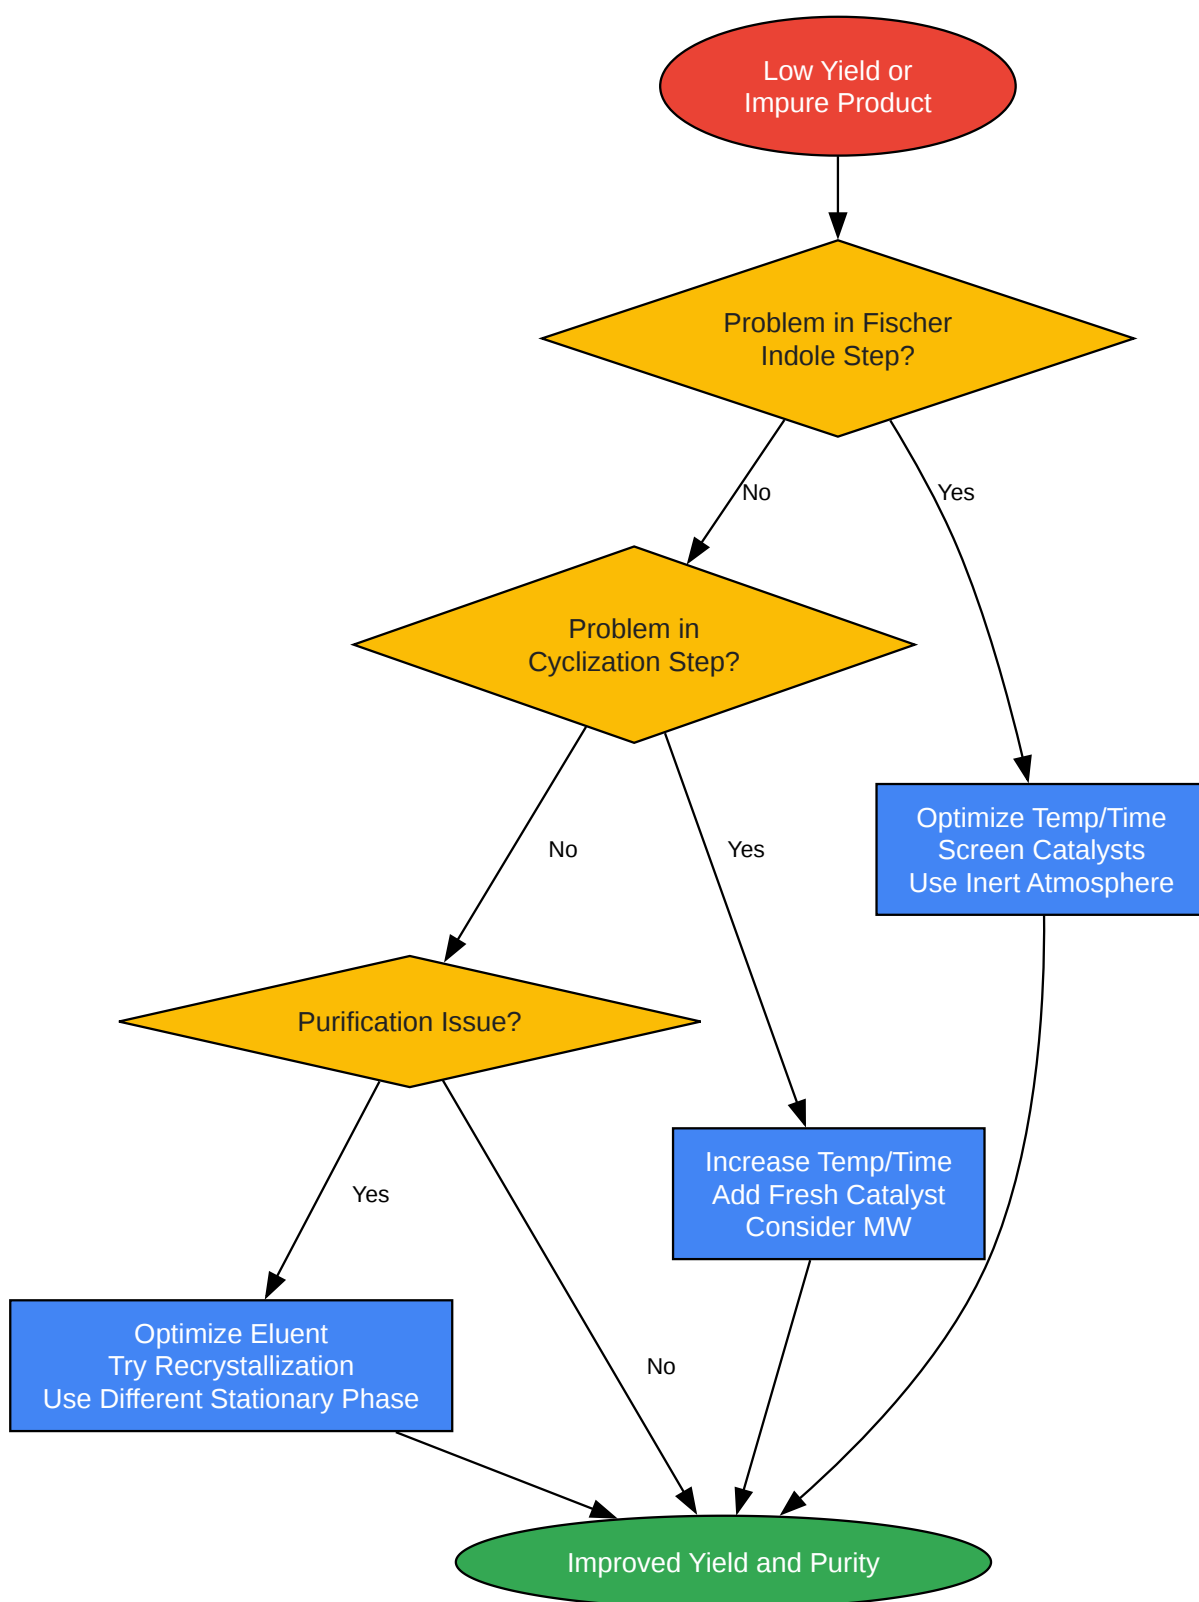 Low Yield or
Impure Product
Problem in Fischer
Indole Step?
No
Yes
Problem in
Cyclization Step?
Optimize Temp/Time
Screen Catalysts
Use Inert Atmosphere
No
Yes
Purification Issue?
Increase Temp/Time
Add Fresh Catalyst
Consider MW
Yes
No
Optimize Eluent
Try Recrystallization
Use Different Stationary Phase
Improved Yield and Purity